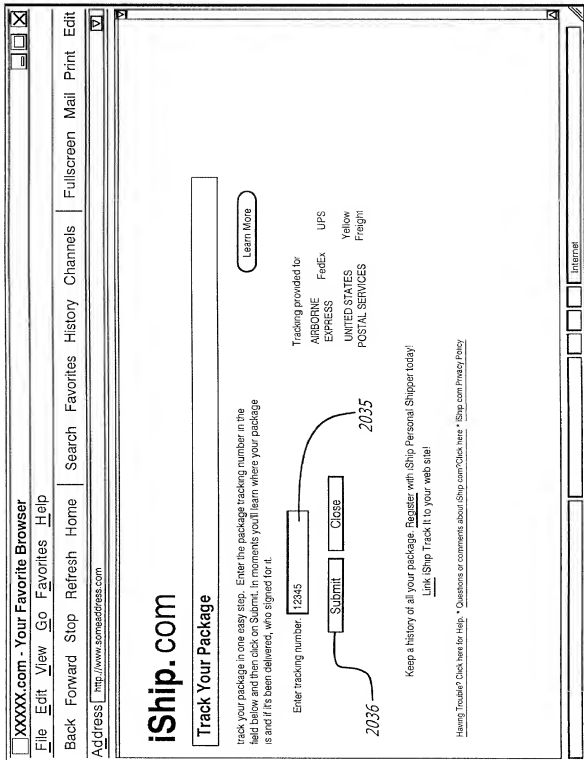 XXXXX.com - Your Favorite Browser
File Edit View Go Favorites Help
Back Forward Stop Refresh Home Search Favorites History Channels Fullscreen Mail Print Edit
Address http://www.someaddress.com
iShip.com
Track Your Package
track your package in one easy step. Enter the package tracking number in the
field below and then click on Submit. In moments you'll learn where your package
is and if it's been delivered, who signed for it.
Learn More
Enter tracking number. 12345
Submit Close
2035
2036
Tracking provided for
AIRBORNE EXPRESS FedEx UPS
UNITED STATES POSTAL SERVICES Yellow Freight
Keep a history of all your package. Register with iShip Personal Shipper today!
Link iShip Track It to your web site!
Having Trouble? Click here for Help. * Questions or comments about iShip com?Click here * iShip.com Privacy Policy
Internet